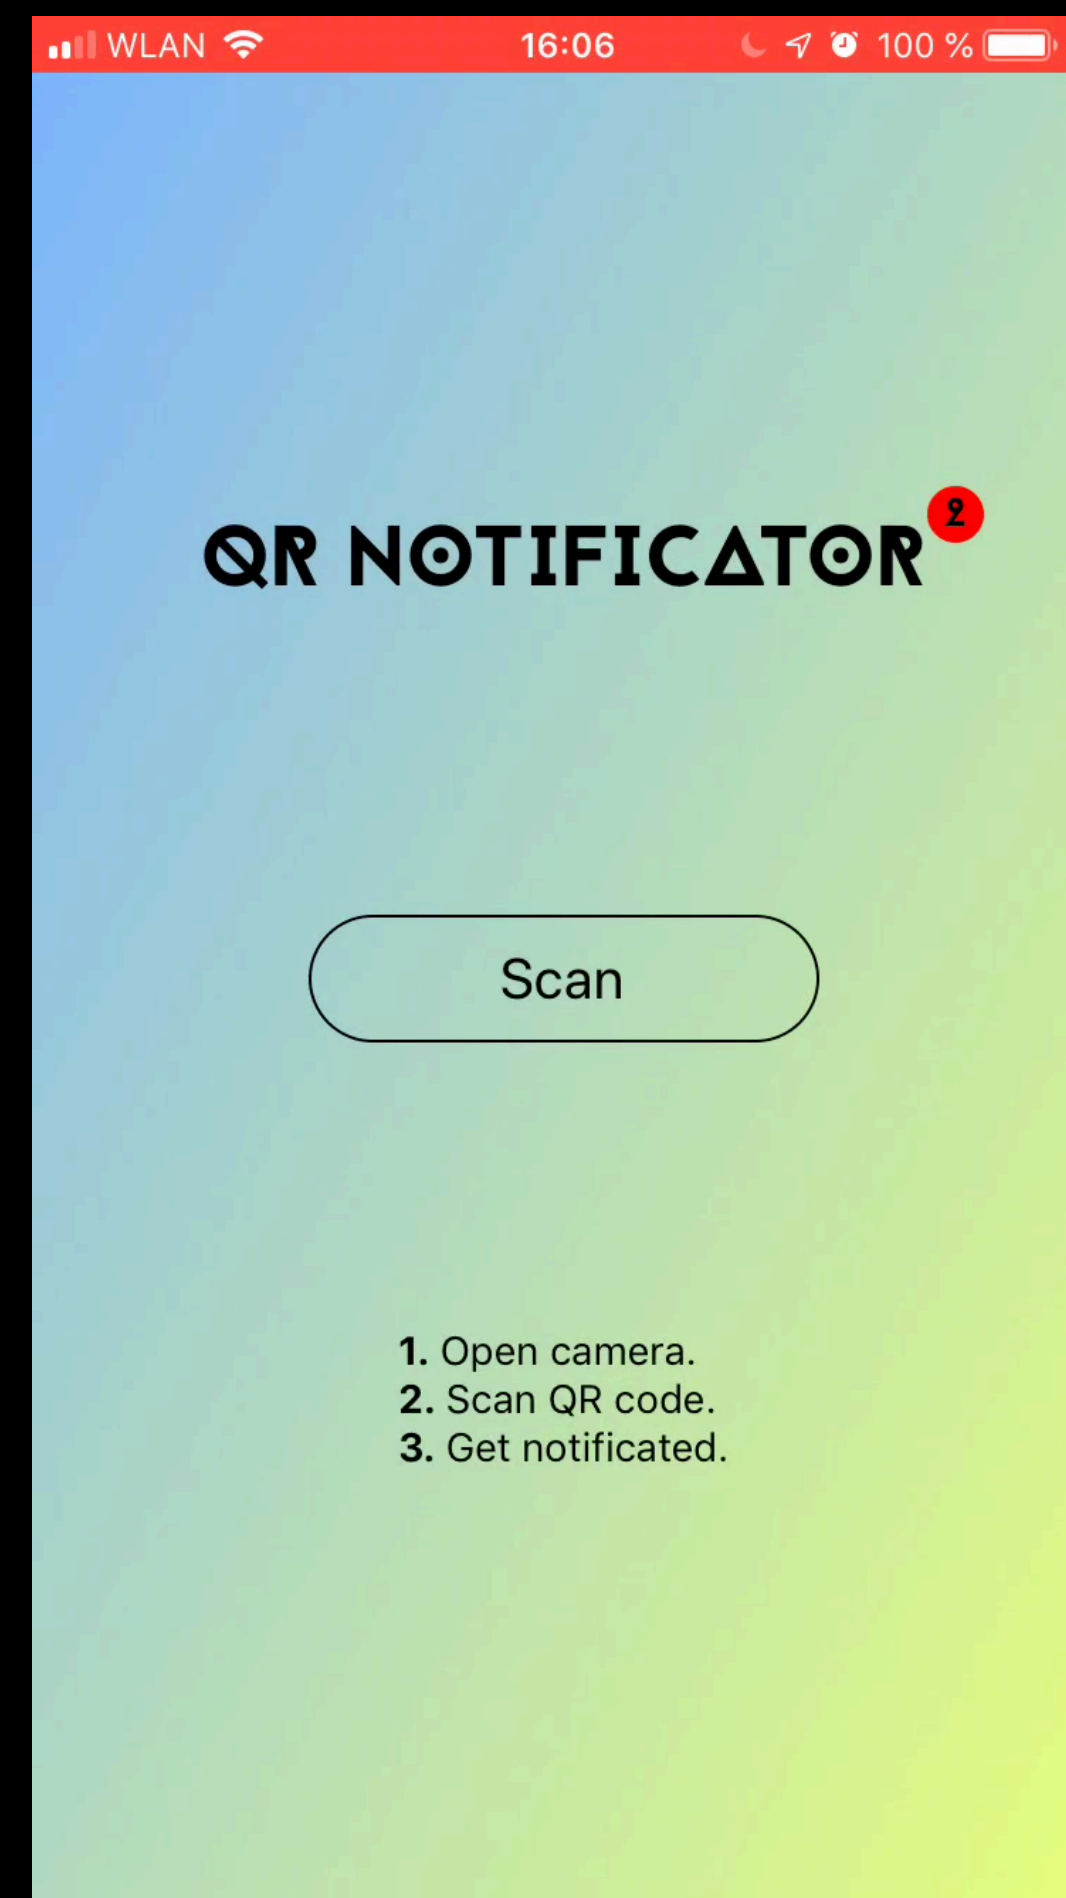 WLAN 16:06 100 %
QR NOTIFICATOR 2
Scan
1. Open camera.
2. Scan QR code.
3. Get notificated.